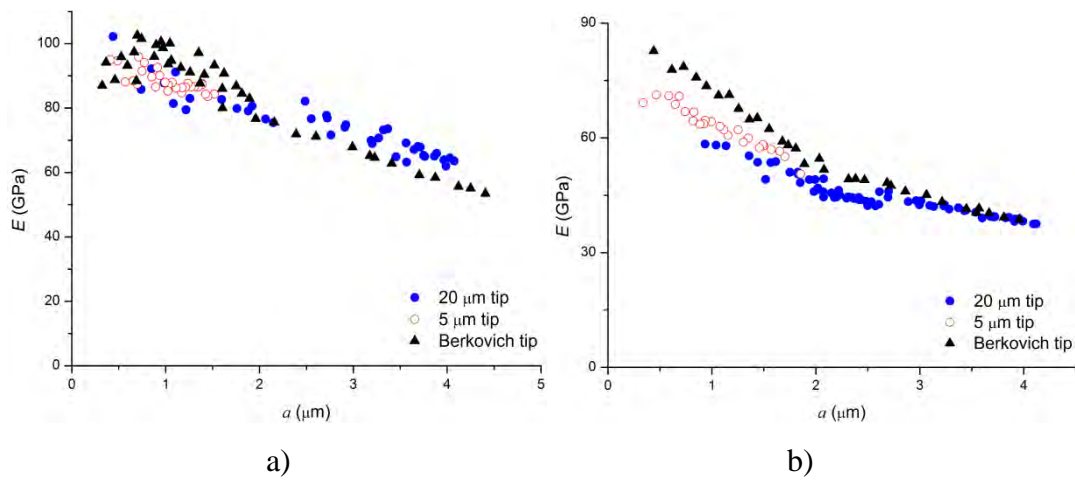 100
80
60
40
20
0
E (GPa)
20 μm tip
5 μm tip
Berkovich tip
0 1 2 3 4 5
a (μm)
a)
90
60
30
0
E (GPa)
20 μm tip
5 μm tip
Berkovich tip
0 1 2 3 4
a (μm)
b)